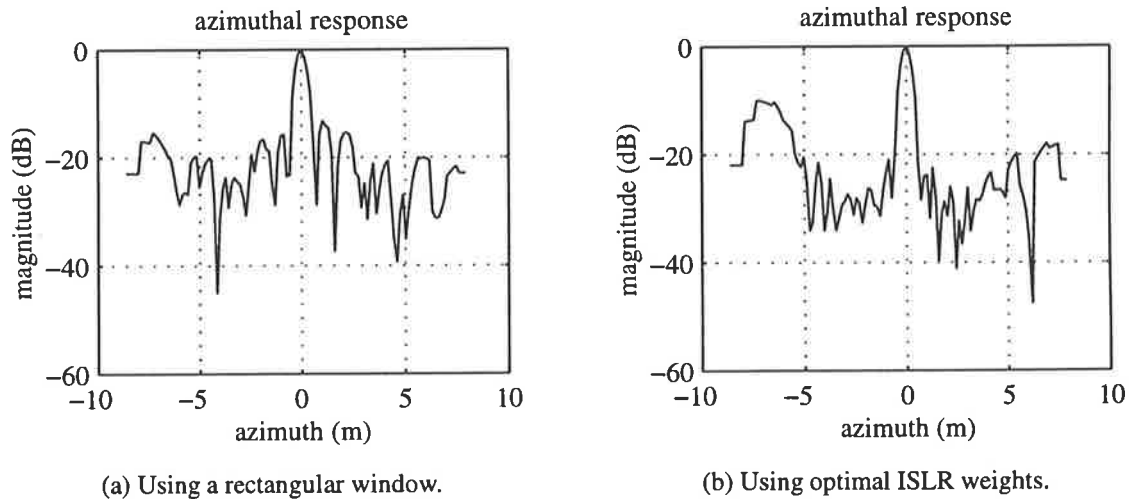 azimuthal response
0
−20
−40
−60
magnitude (dB)
−10
−5
0
5
10
azimuth (m)
(a) Using a rectangular window.
azimuthal response
0
−20
−40
−60
magnitude (dB)
−10
−5
0
5
10
azimuth (m)
(b) Using optimal ISLR weights.